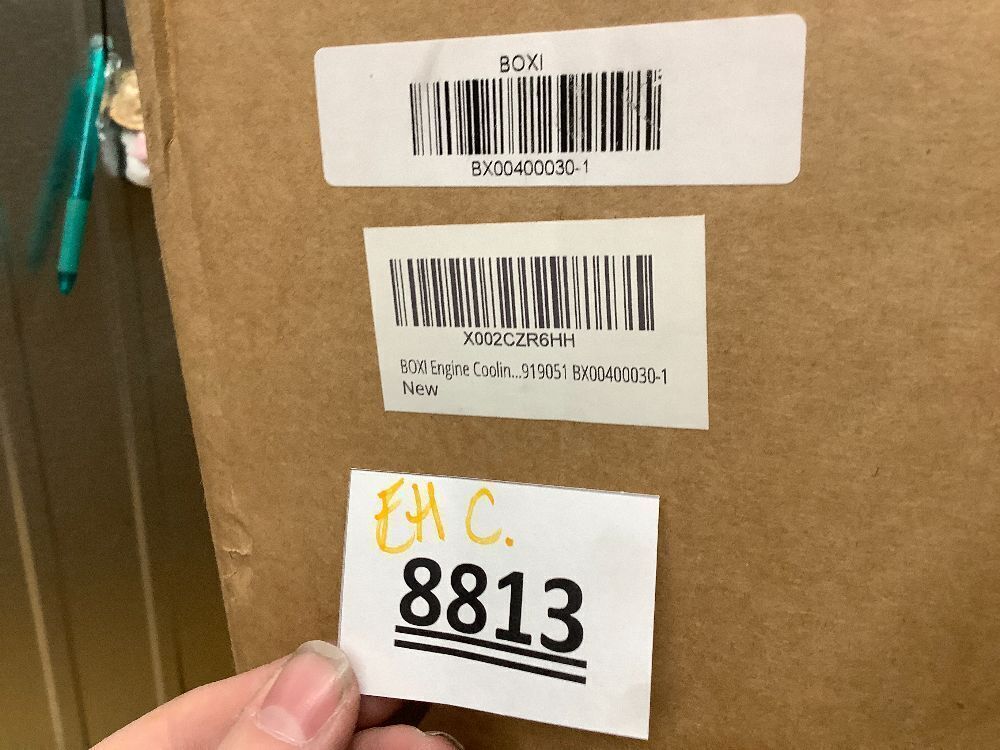 BOXI
BX00400030-1
X002CZR6HH
BOXI Engine Coolin...919051 BX00400030-1
New
EH C.
8813